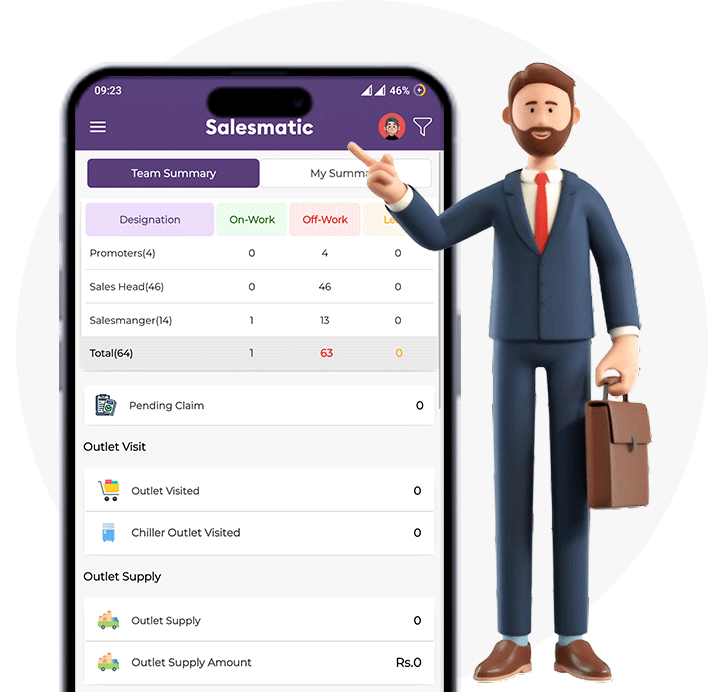 09:23 46%
Salesmatic
Team Summary My Summa
Designation On-Work Off-Work Le
Promoters(4) 0 4 0
Sales Head(46) 0 46 0
Salesmanger(14) 1 13 0
Total(64) 1 63 0
Pending Claim 0
Outlet Visit
Outlet Visited 0
Chiller Outlet Visited 0
Outlet Supply
Outlet Supply 0
Outlet Supply Amount Rs.0